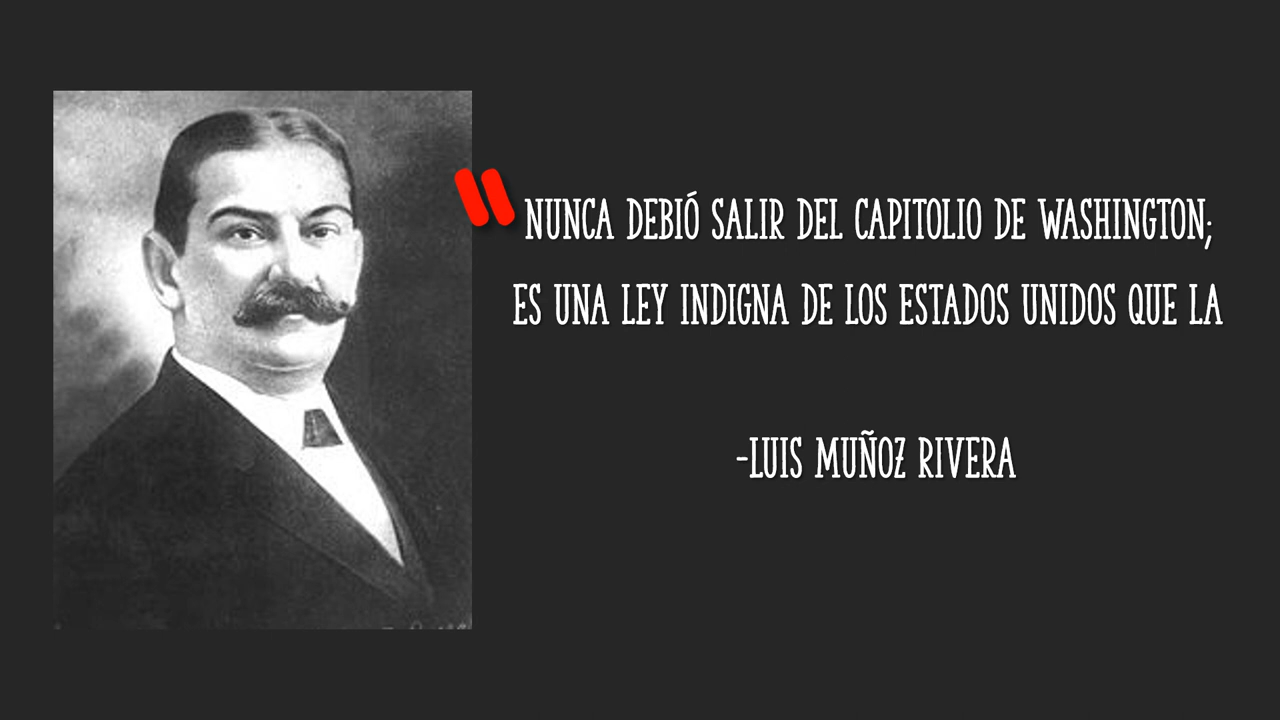 "NUNCA DEBIÓ SALIR DEL CAPITOLIO DE WASHINGTON;
ES UNA LEY INDIGNA DE LOS ESTADOS UNIDOS QUE LA
-LUIS MUÑOZ RIVERA